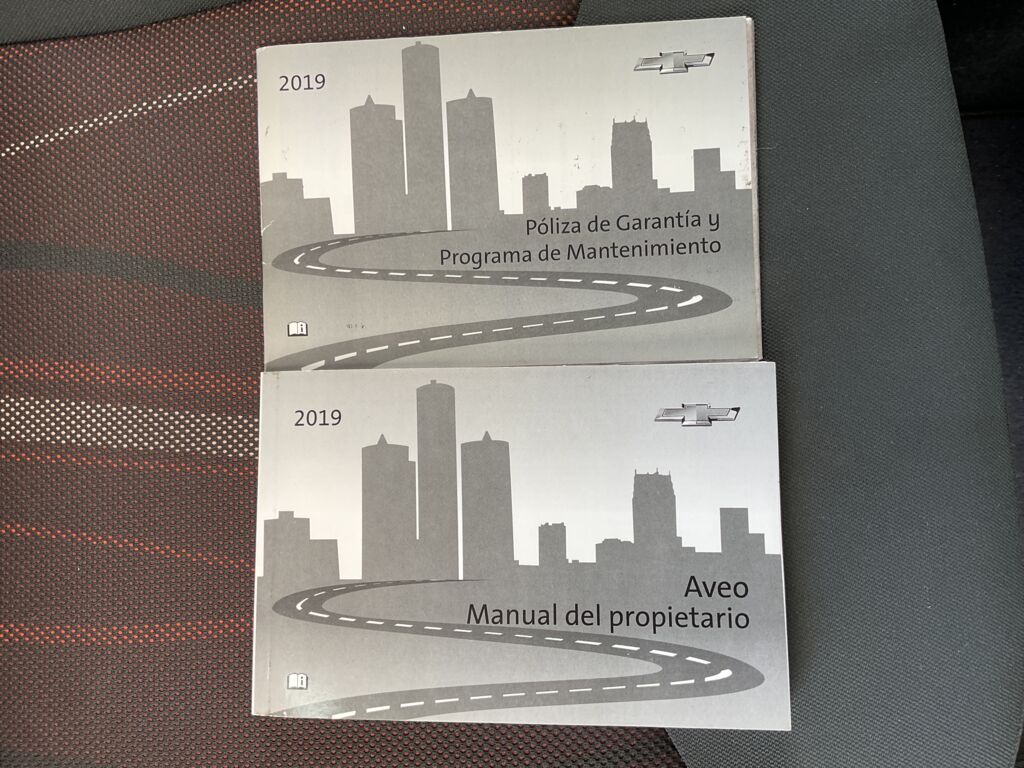 2019
Póliza de Garantía y
Programa de Mantenimiento
2019
Aveo
Manual del propietario